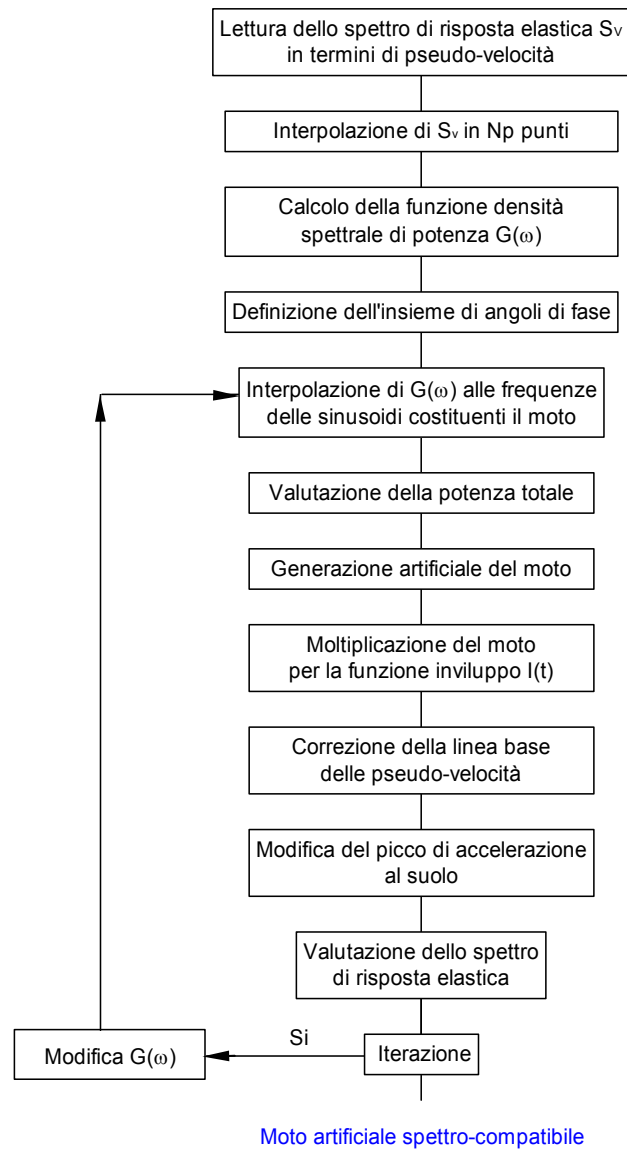 Lettura dello spettro di risposta elastica Sv
in termini di pseudo-velocità
Interpolazione di Sv in Np punti
Calcolo della funzione densità
spettrale di potenza G(ω)
Definizione dell'insieme di angoli di fase
Interpolazione di G(ω) alle frequenze
delle sinusoidi costituenti il moto
Valutazione della potenza totale
Generazione artificiale del moto
Moltiplicazione del moto
per la funzione inviluppo I(t)
Correzione della linea base
delle pseudo-velocità
Modifica del picco di accelerazione
al suolo
Valutazione dello spettro
di risposta elastica
Si
Modifica G(ω)
Iterazione
Moto artificiale spettro-compatibile